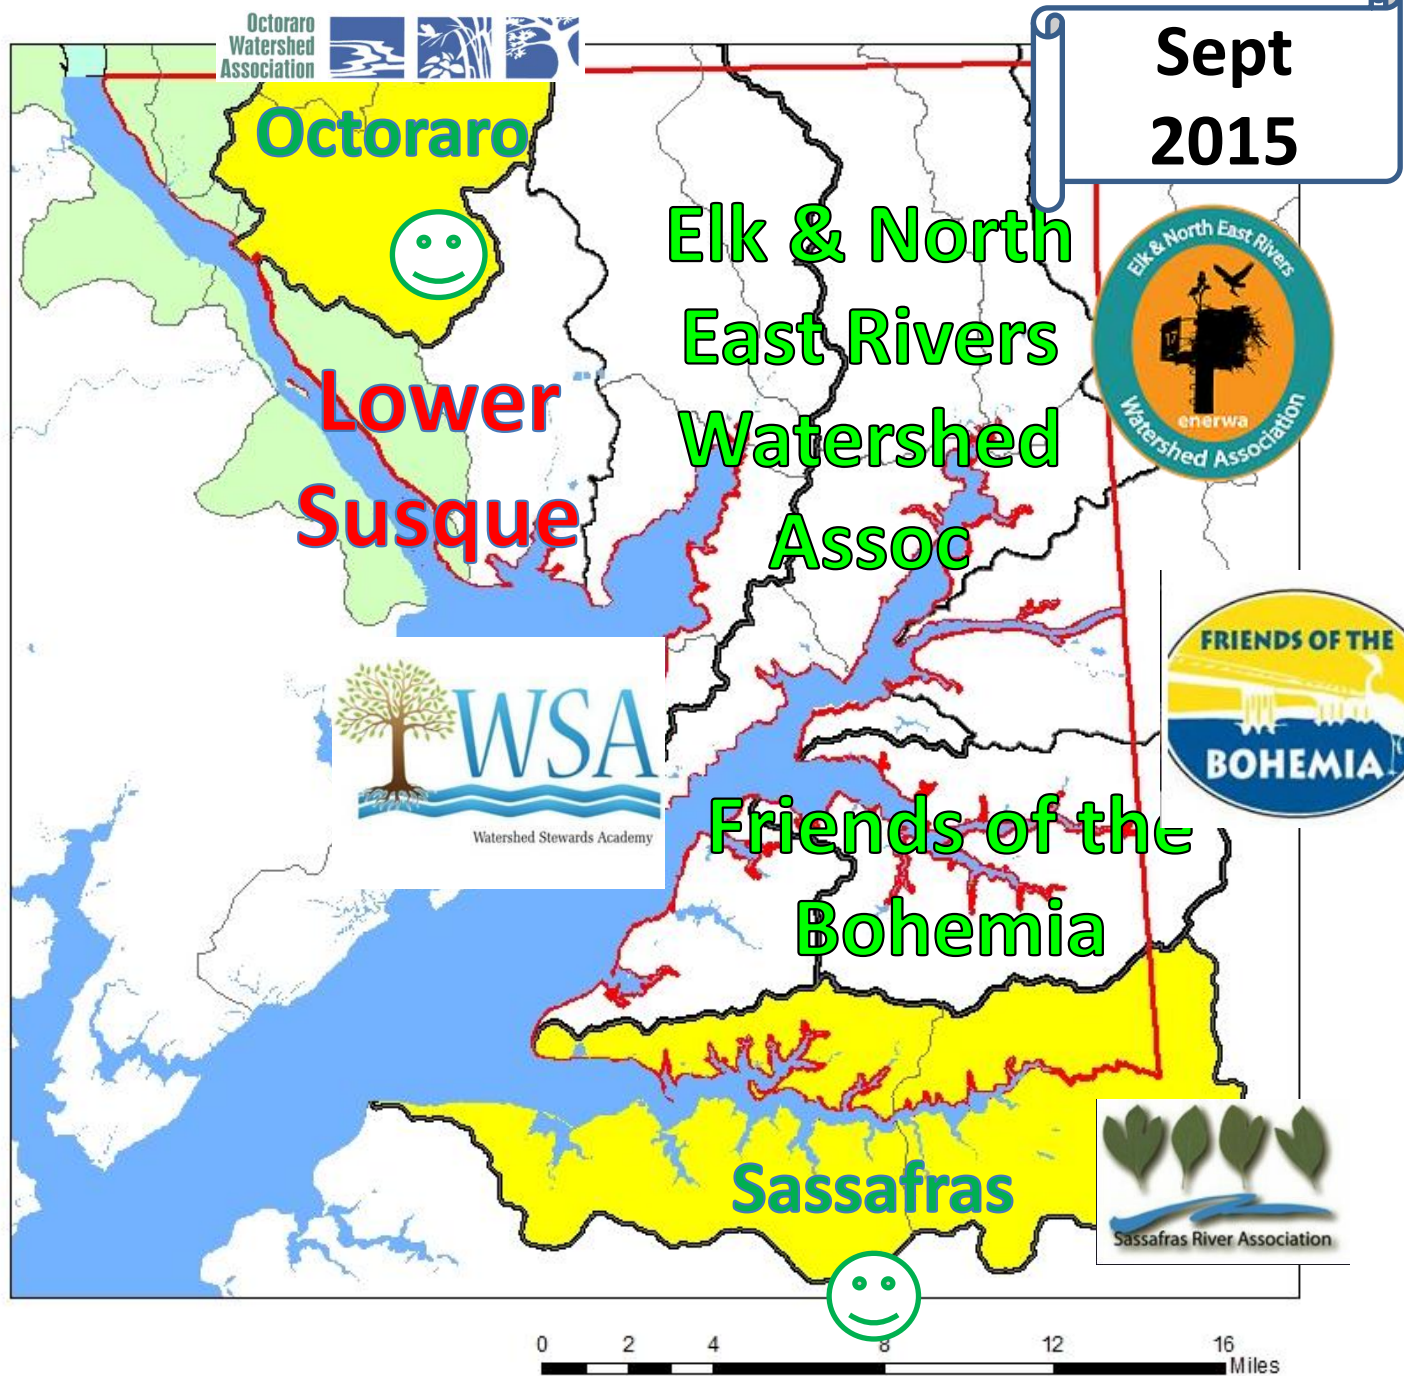 Octoraro
Watershed
Association
Sept
2015
Octoraro
Elk & North
East Rivers
Watershed
Assoc
Elk & North East Rivers
17
enerwa
Watershed Association
Lower
Susque
WSA
Watershed Stewards Academy
FRIENDS OF THE
BOHEMIA
Friends of the
Bohemia
Sassafras
Sassafras River Association
0 2 4 8 12 16
Miles